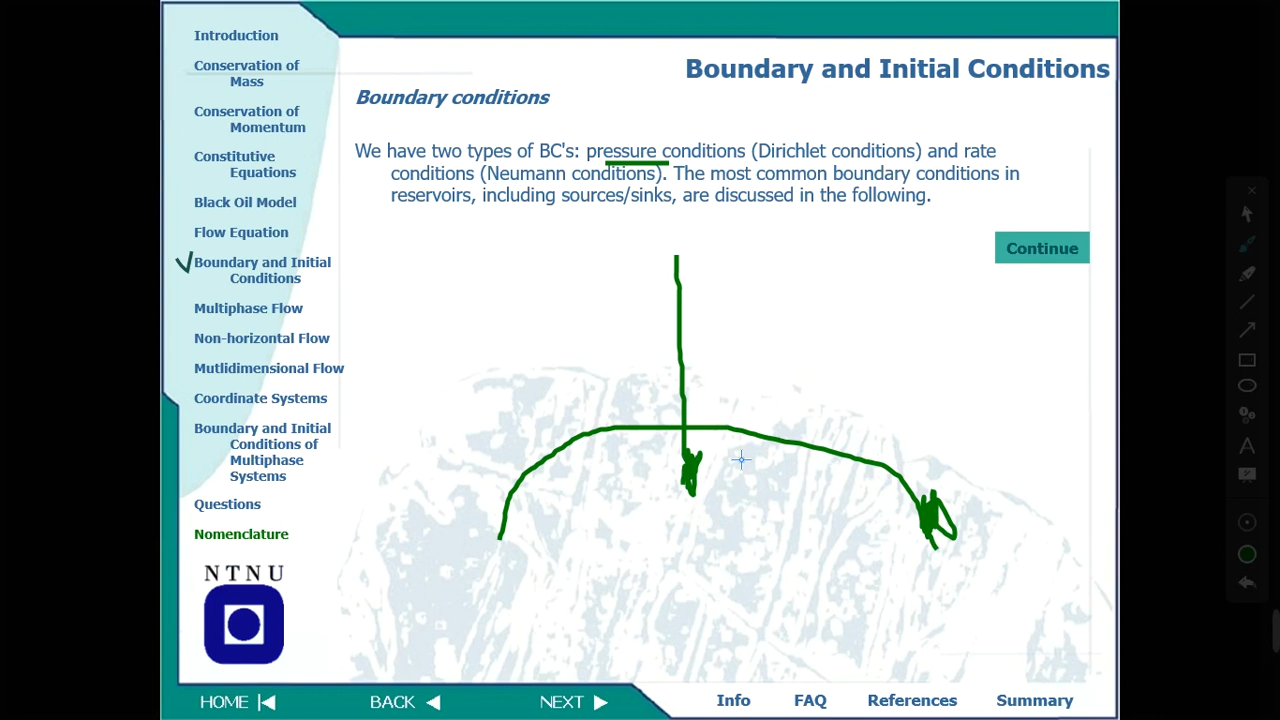 Introduction
Conservation of
Mass
Conservation of
Momentum
Constitutive
Equations
Black Oil Model
Flow Equation
Boundary and Initial
Conditions
Multiphase Flow
Non-horizontal Flow
Mutlidimensional Flow
Coordinate Systems
Boundary and Initial
Conditions of
Multiphase
Systems
Questions
Nomenclature
NTNU
Boundary and Initial Conditions
Boundary conditions
We have two types of BC's: pressure conditions (Dirichlet conditions) and rate
conditions (Neumann conditions). The most common boundary conditions in
reservoirs, including sources/sinks, are discussed in the following.
Continue
HOME
BACK
NEXT
Info
FAQ
References
Summary